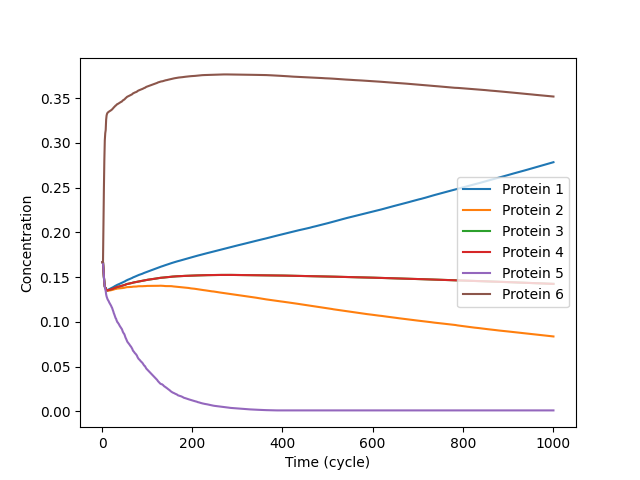 0.35
0.30
0.25
0.20
0.15
0.10
0.05
0.00
Concentration
Protein 1
Protein 2
Protein 3
Protein 4
Protein 5
Protein 6
0 200 400 600 800 1000
Time (cycle)